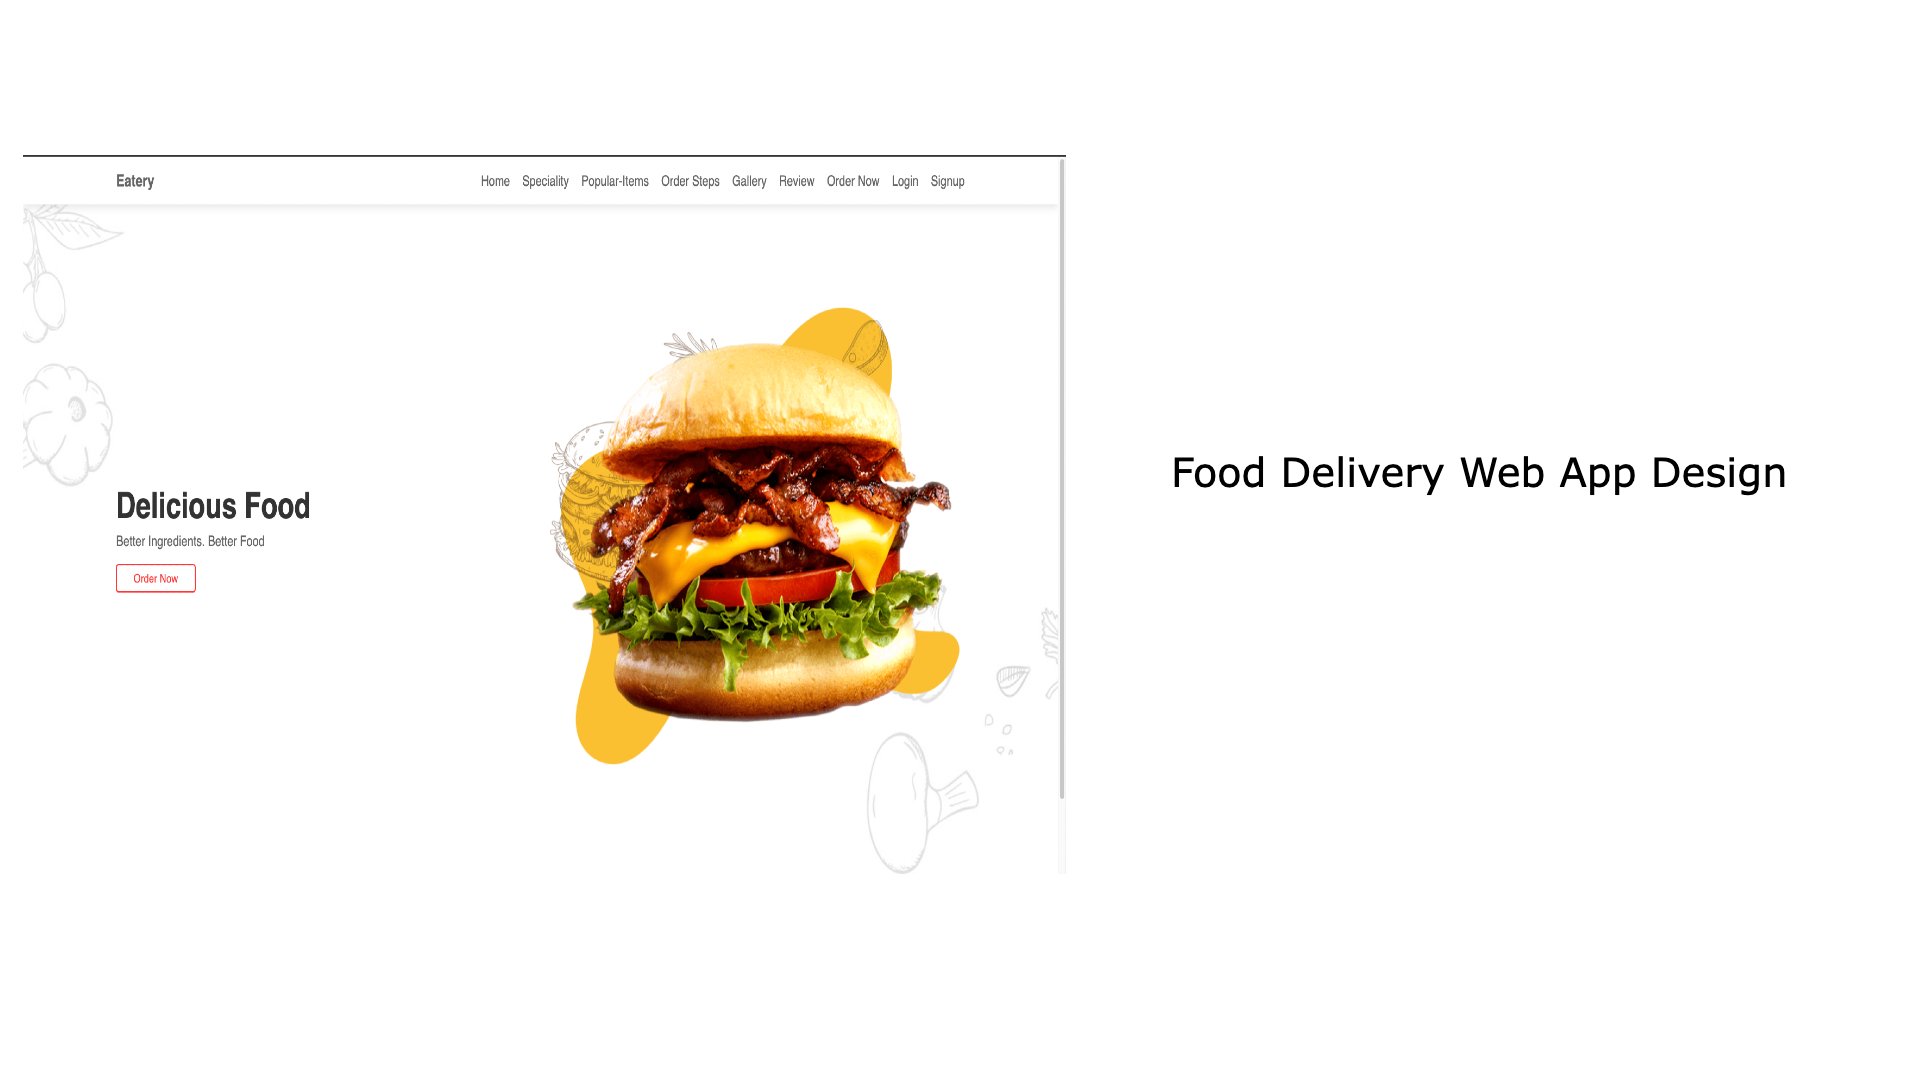 Eatery
Home Speciality Popular-Items Order Steps Gallery Review Order Now Login Signup
Delicious Food
Better Ingredients. Better Food
Order Now
Food Delivery Web App Design